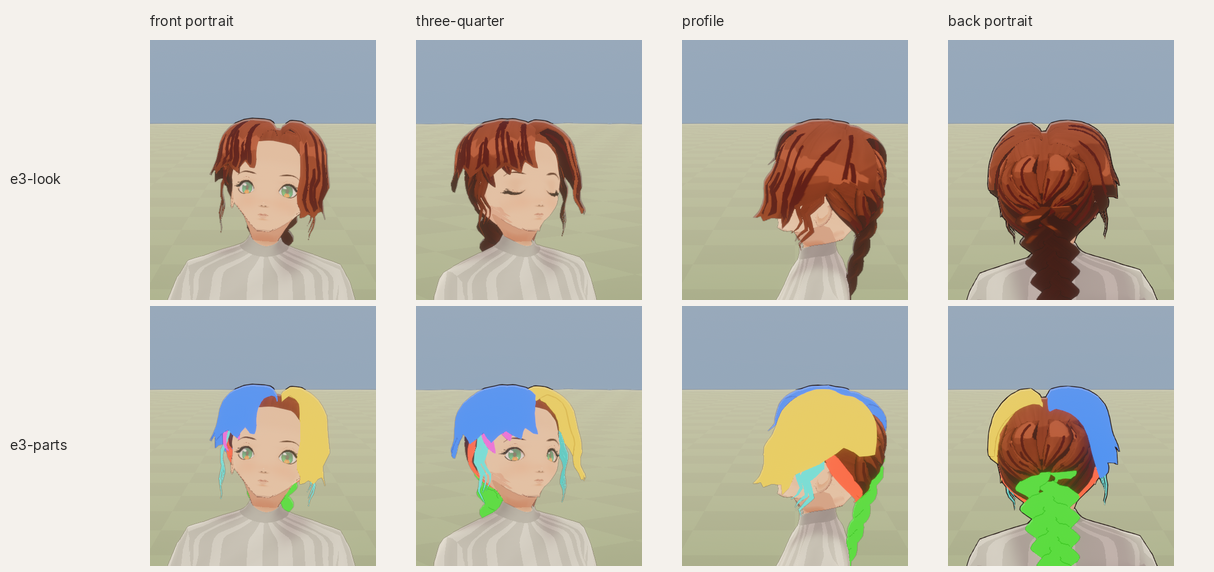 front portrait
three-quarter
profile
back portrait
e3-look
e3-parts